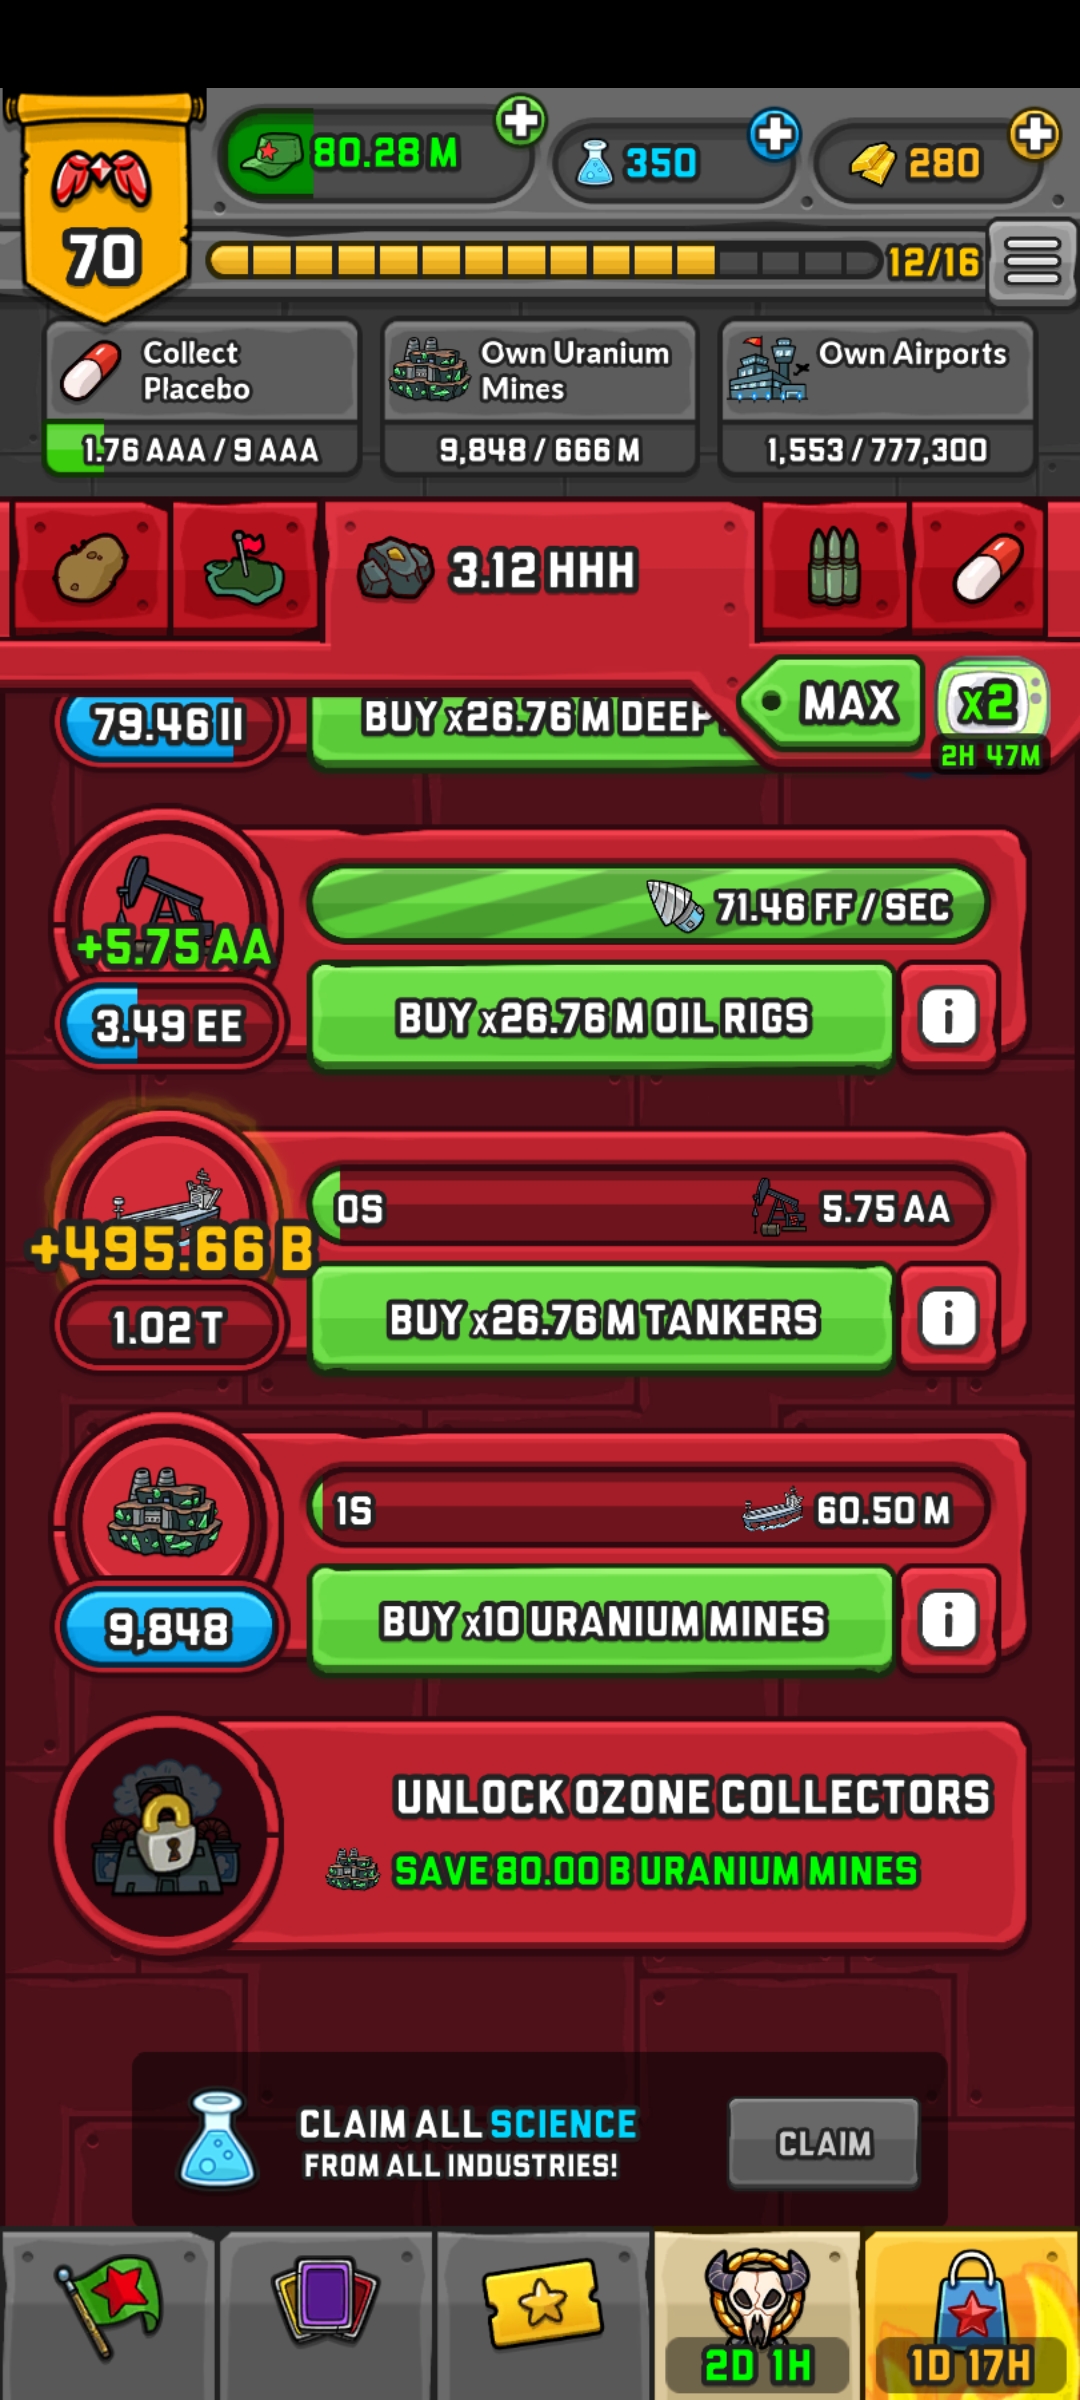 80.28 M
350
280
70
12/16
Collect
Placebo
1.76 AAA / 9 AAA
Own Uranium
Mines
9,848 / 666 M
Own Airports
1,553 / 777,300
3.12 HHH
MAX
x2
2H 47M
79.46 II
BUY x26.76 M DEEP
71.46 FF / SEC
+5.75 AA
3.49 EE
BUY x26.76 M OIL RIGS
i
0S
5.75 AA
+495.66 B
1.02 T
BUY x26.76 M TANKERS
i
1S
60.50 M
9,848
BUY x10 URANIUM MINES
i
UNLOCK OZONE COLLECTORS
SAVE 80.00 B URANIUM MINES
CLAIM ALL SCIENCE
FROM ALL INDUSTRIES!
CLAIM
2D 1H
1D 17H